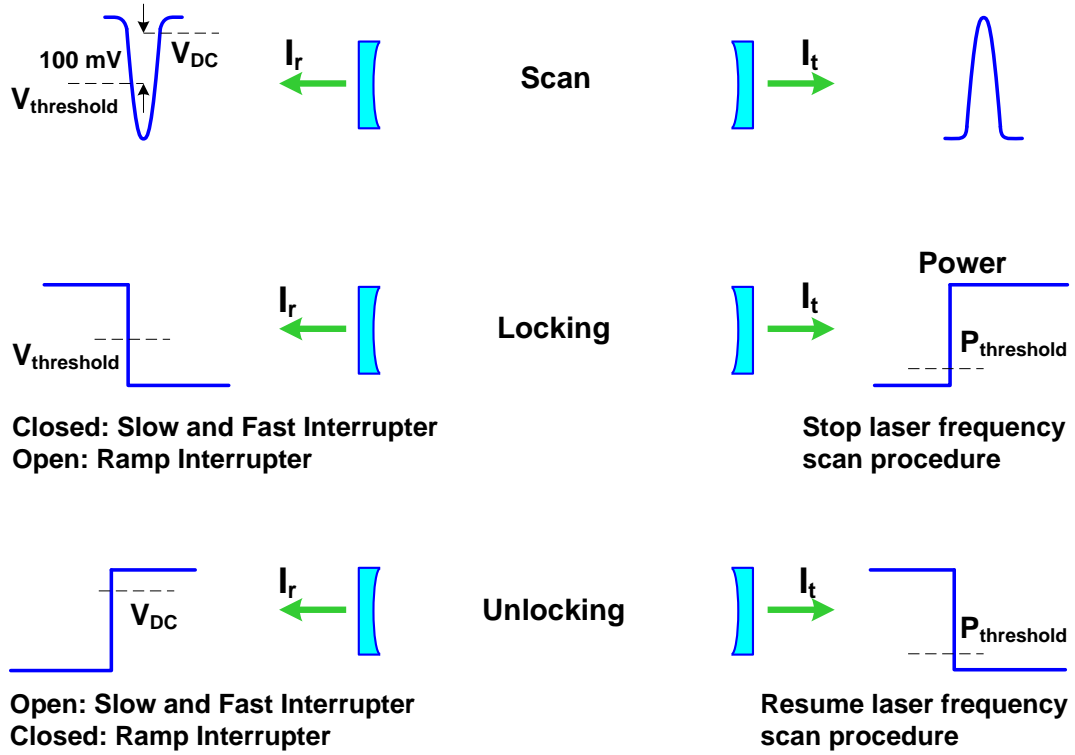 V_DC
100 mV
V_threshold
I_r
Scan
I_t
Power
I_r
Locking
I_t
V_threshold
P_threshold
Closed: Slow and Fast Interrupter
Open: Ramp Interrupter
Stop laser frequency
scan procedure
I_r
Unlocking
I_t
V_DC
P_threshold
Open: Slow and Fast Interrupter
Closed: Ramp Interrupter
Resume laser frequency
scan procedure